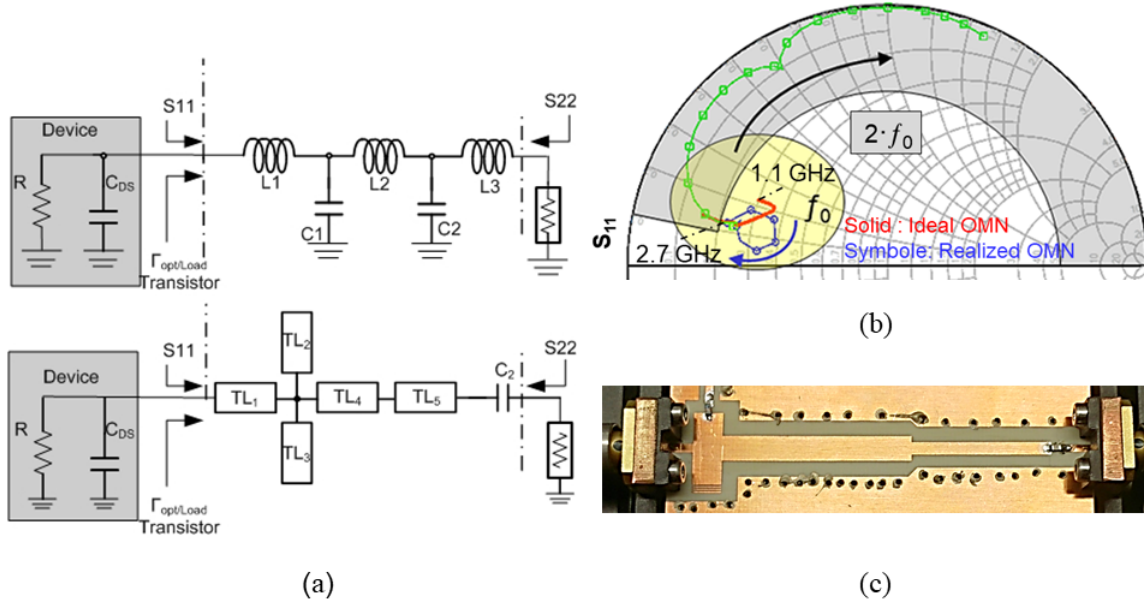 Device
R
C_DS
S11
Γopt/Load
Transistor
L1
L2
L3
C1
C2
S22
Device
R
C_DS
S11
Γopt/Load
Transistor
TL₁
TL₂
TL₃
TL₄
TL₅
C₂
S22
(a)
S₁₁
2·f₀
1.1 GHz
f₀
2.7 GHz
Solid : Ideal OMN
Symbole: Realized OMN
(b)
(c)